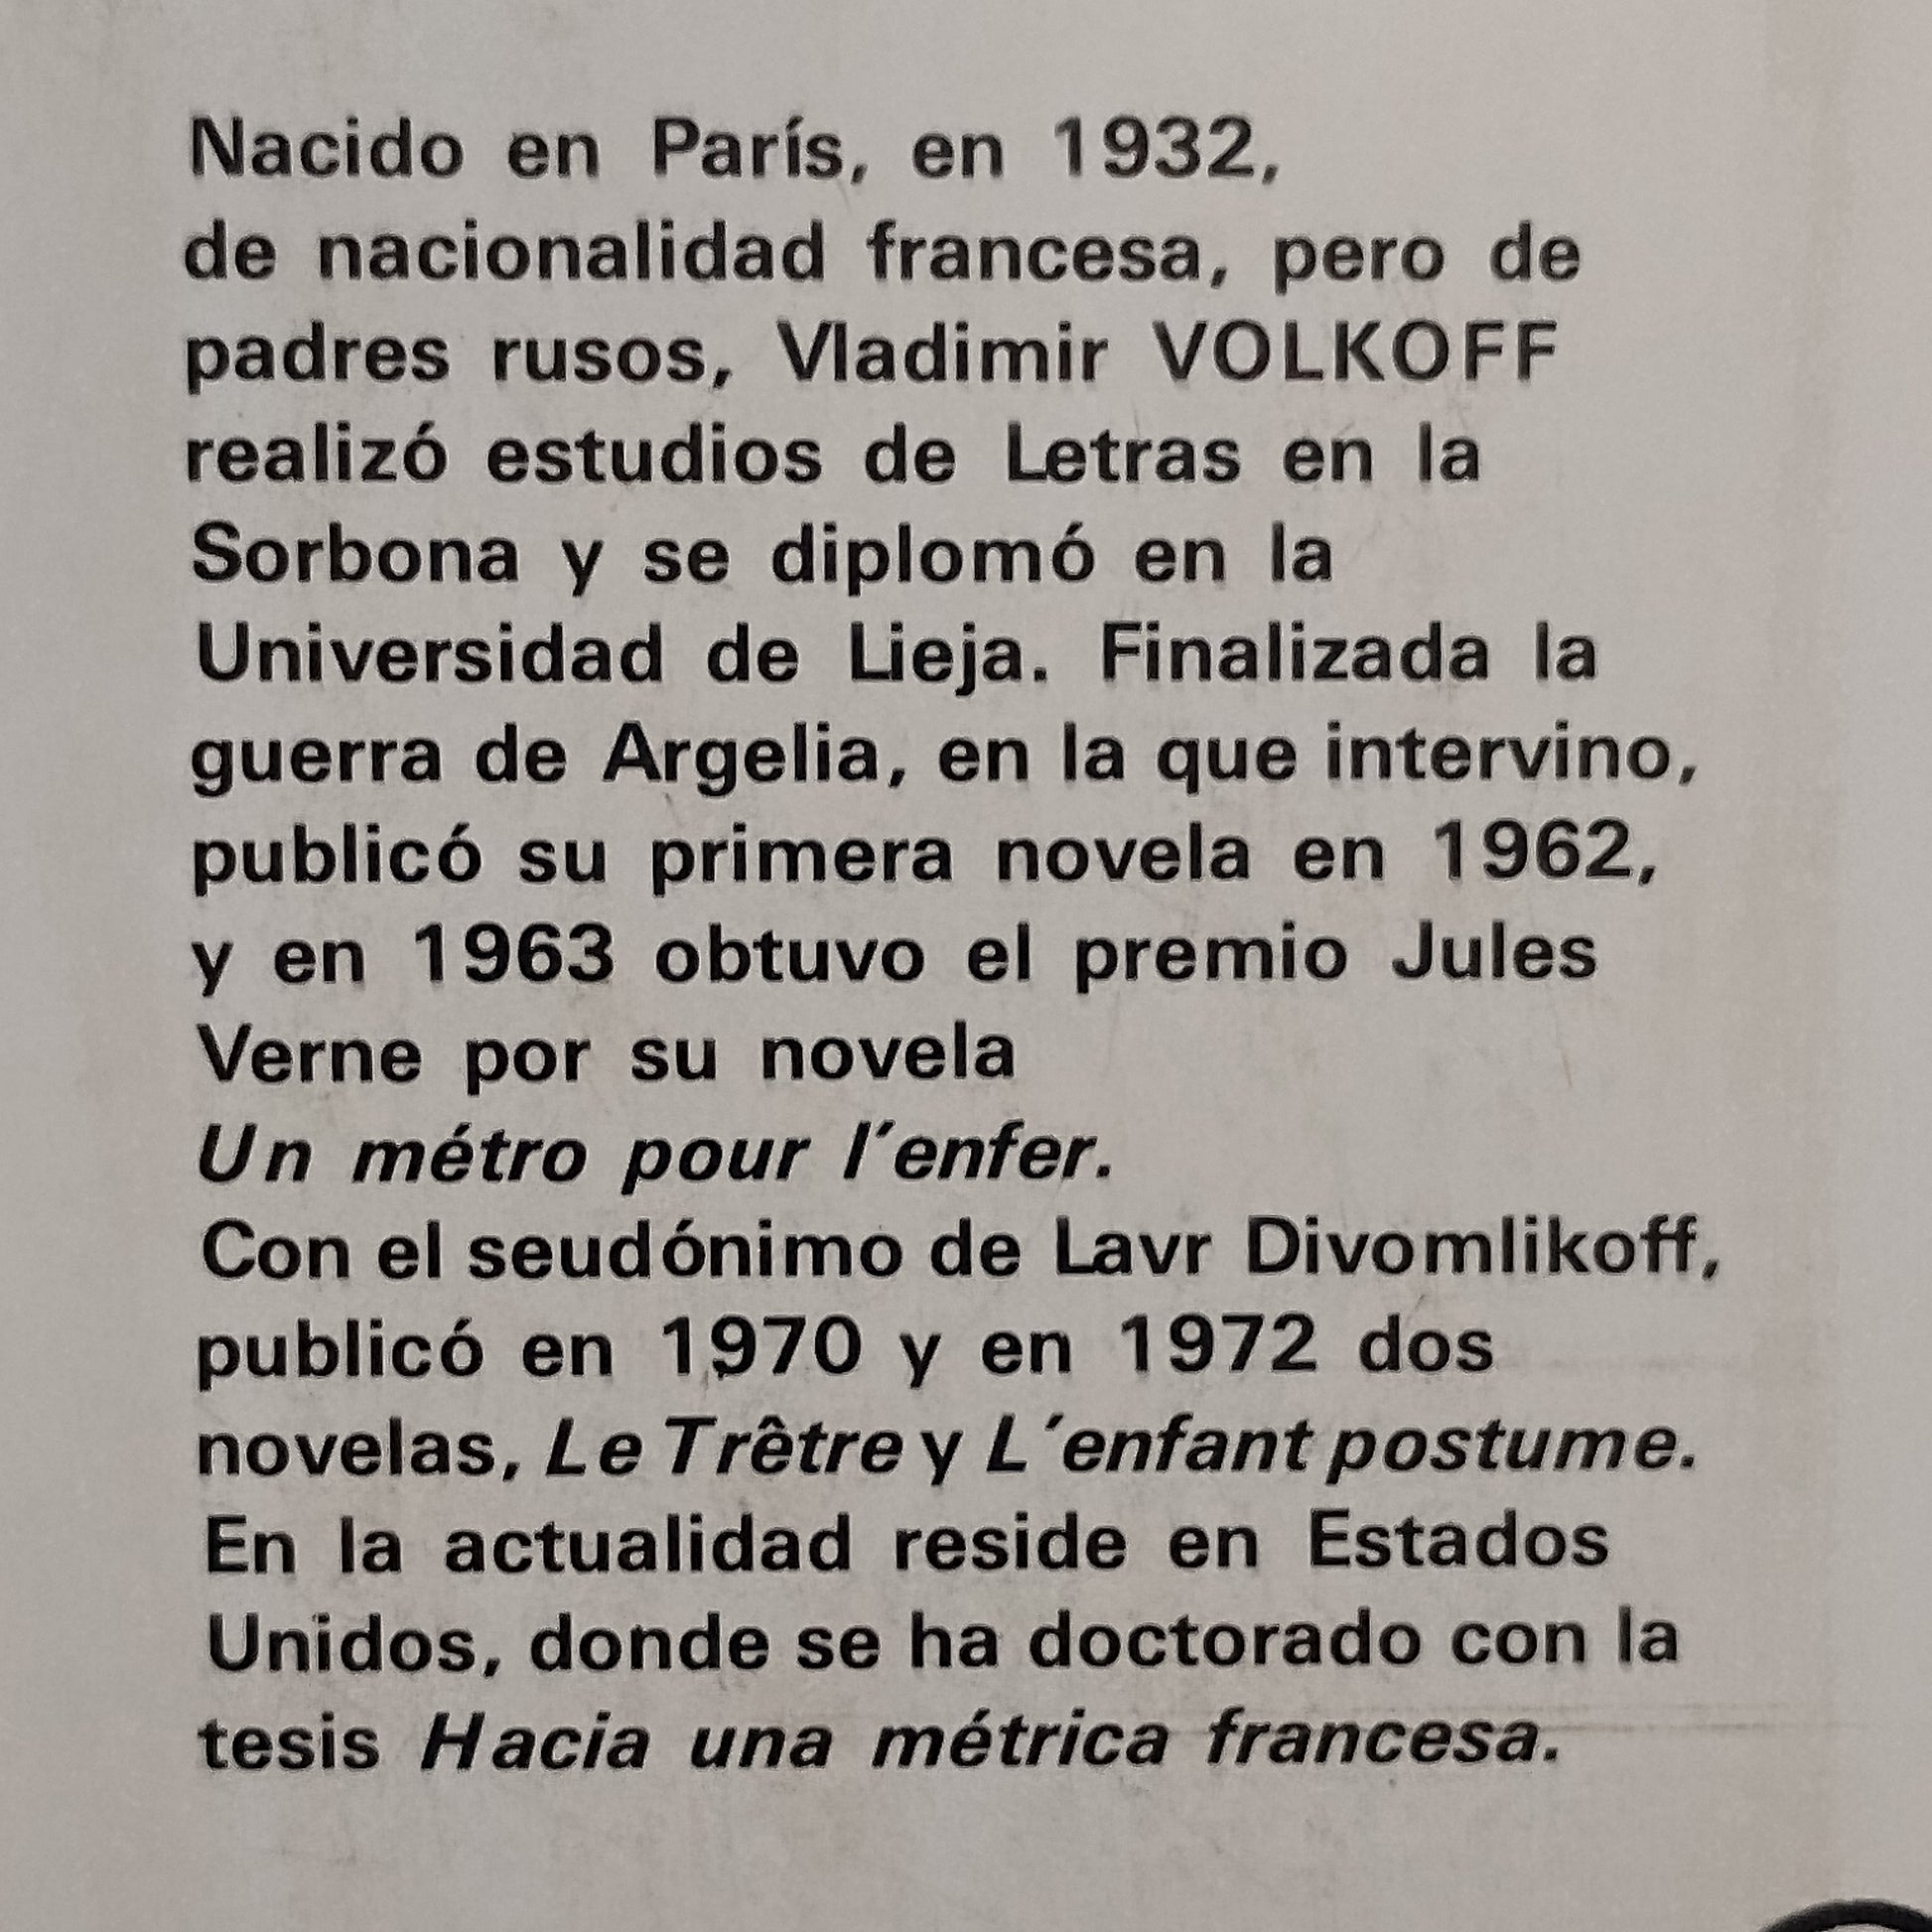 Nacido en París, en 1932,
de nacionalidad francesa, pero de
padres rusos, Vladimir VOLKOFF
realizó estudios de Letras en la
Sorbona y se diplomó en la
Universidad de Lieja. Finalizada la
guerra de Argelia, en la que intervino,
publicó su primera novela en 1962,
y en 1963 obtuvo el premio Jules
Verne por su novela
Un métro pour l´enfer.
Con el seudónimo de Lavr Divomlikoff,
publicó en 1970 y en 1972 dos
novelas, Le Trêtre y L´enfant postume.
En la actualidad reside en Estados
Unidos, donde se ha doctorado con la
tesis Hacia una métrica francesa.